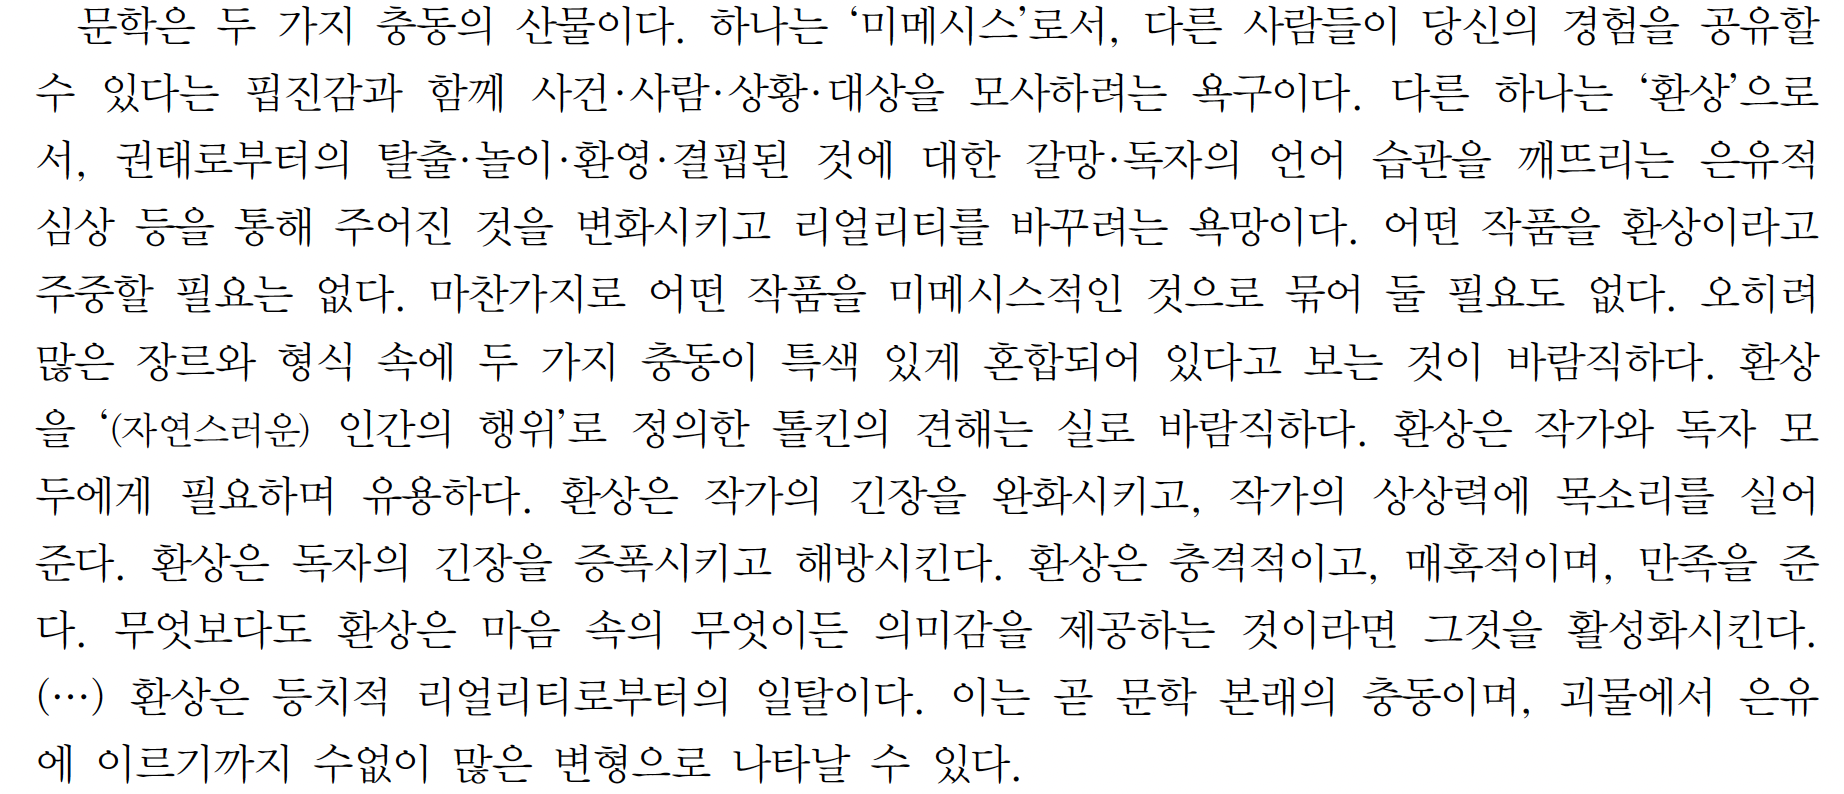 문학은 두 가지 충동의 산물이다. 하나는 ‘미메시스’로서, 다른 사람들이 당신의 경험을 공유할
수 있다는 핍진감과 함께 사건·사람·상황·대상을 모사하려는 욕구이다. 다른 하나는 ‘환상’으로
서, 권태로부터의 탈출·놀이·환영·결핍된 것에 대한 갈망·독자의 언어 습관을 깨뜨리는 은유적
심상 등을 통해 주어진 것을 변화시키고 리얼리티를 바꾸려는 욕망이다. 어떤 작품을 환상이라고
주중할 필요는 없다. 마찬가지로 어떤 작품을 미메시스적인 것으로 묶어 둘 필요도 없다. 오히려
많은 장르와 형식 속에 두 가지 충동이 특색 있게 혼합되어 있다고 보는 것이 바람직하다. 환상
을 ‘(자연스러운) 인간의 행위’로 정의한 톨킨의 견해는 실로 바람직하다. 환상은 작가와 독자 모
두에게 필요하며 유용하다. 환상은 작가의 긴장을 완화시키고, 작가의 상상력에 목소리를 실어
준다. 환상은 독자의 긴장을 증폭시키고 해방시킨다. 환상은 충격적이고, 매혹적이며, 만족을 준
다. 무엇보다도 환상은 마음 속의 무엇이든 의미감을 제공하는 것이라면 그것을 활성화시킨다.
(…) 환상은 등치적 리얼리티로부터의 일탈이다. 이는 곧 문학 본래의 충동이며, 괴물에서 은유
에 이르기까지 수없이 많은 변형으로 나타날 수 있다.